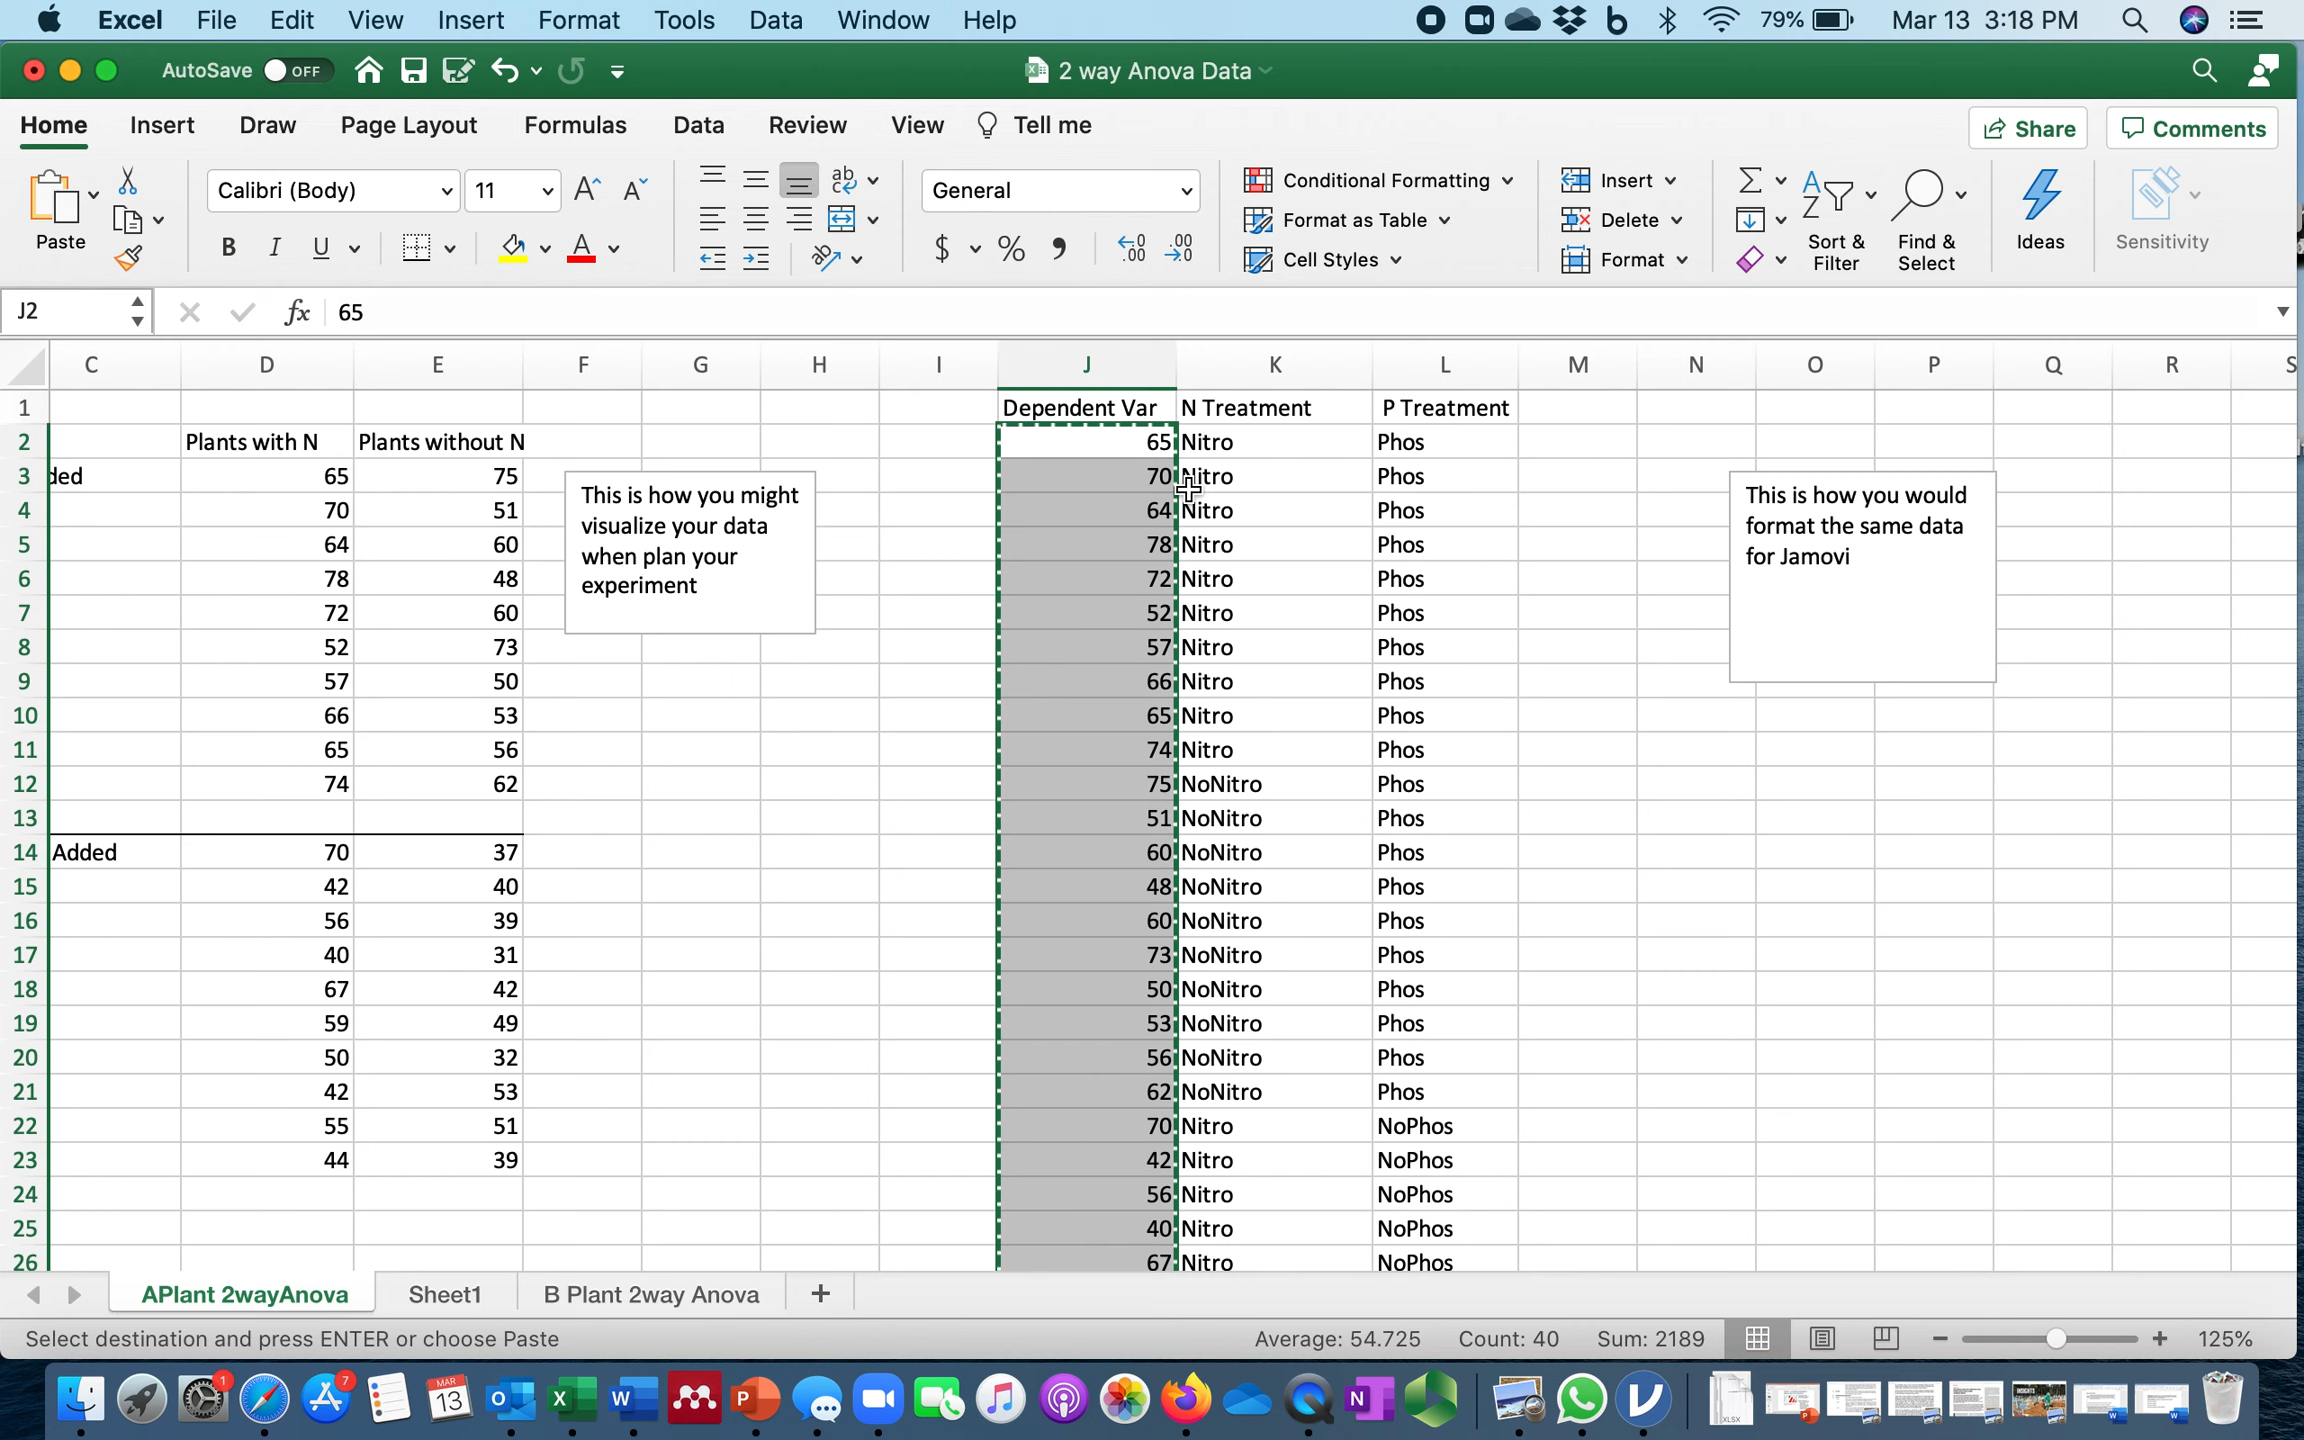 Excel File Edit View Insert Format Tools Data Window Help 79% Mar 13 3:18 PM
AutoSave OFF 2 way Anova Data
Home Insert Draw Page Layout Formulas Data Review View Tell me Share Comments
Paste Calibri (Body) 11 General Conditional Formatting Insert Sort & Filter Find & Select Ideas Sensitivity
Format as Table Delete
B I U $ % Cell Styles Format
J2 fx 65
C D E F G H I J K L M N O P Q R S
1 Dependent Var N Treatment P Treatment
2 Plants with N Plants without N 65 Nitro Phos
3 ded 65 75 70 Nitro Phos
4 70 51 64 Nitro Phos
5 64 60 78 Nitro Phos
6 78 48 72 Nitro Phos
7 72 60 52 Nitro Phos
8 52 73 57 Nitro Phos
9 57 50 66 Nitro Phos
10 66 53 65 Nitro Phos
11 65 56 74 Nitro Phos
12 74 62 75 NoNitro Phos
13 51 NoNitro Phos
14 Added 70 37 60 NoNitro Phos
15 42 40 48 NoNitro Phos
16 56 39 60 NoNitro Phos
17 40 31 73 NoNitro Phos
18 67 42 50 NoNitro Phos
19 59 49 53 NoNitro Phos
20 50 32 56 NoNitro Phos
21 42 53 62 NoNitro Phos
22 55 51 70 Nitro NoPhos
23 44 39 42 Nitro NoPhos
24 56 Nitro NoPhos
25 40 Nitro NoPhos
26 67 Nitro NoPhos
This is how you might
visualize your data
when plan your
experiment
This is how you would
format the same data
for Jamovi
APlant 2wayAnova Sheet1 B Plant 2way Anova +
Select destination and press ENTER or choose Paste Average: 54.725 Count: 40 Sum: 2189 125%
1 7 MAR 13
XLSX